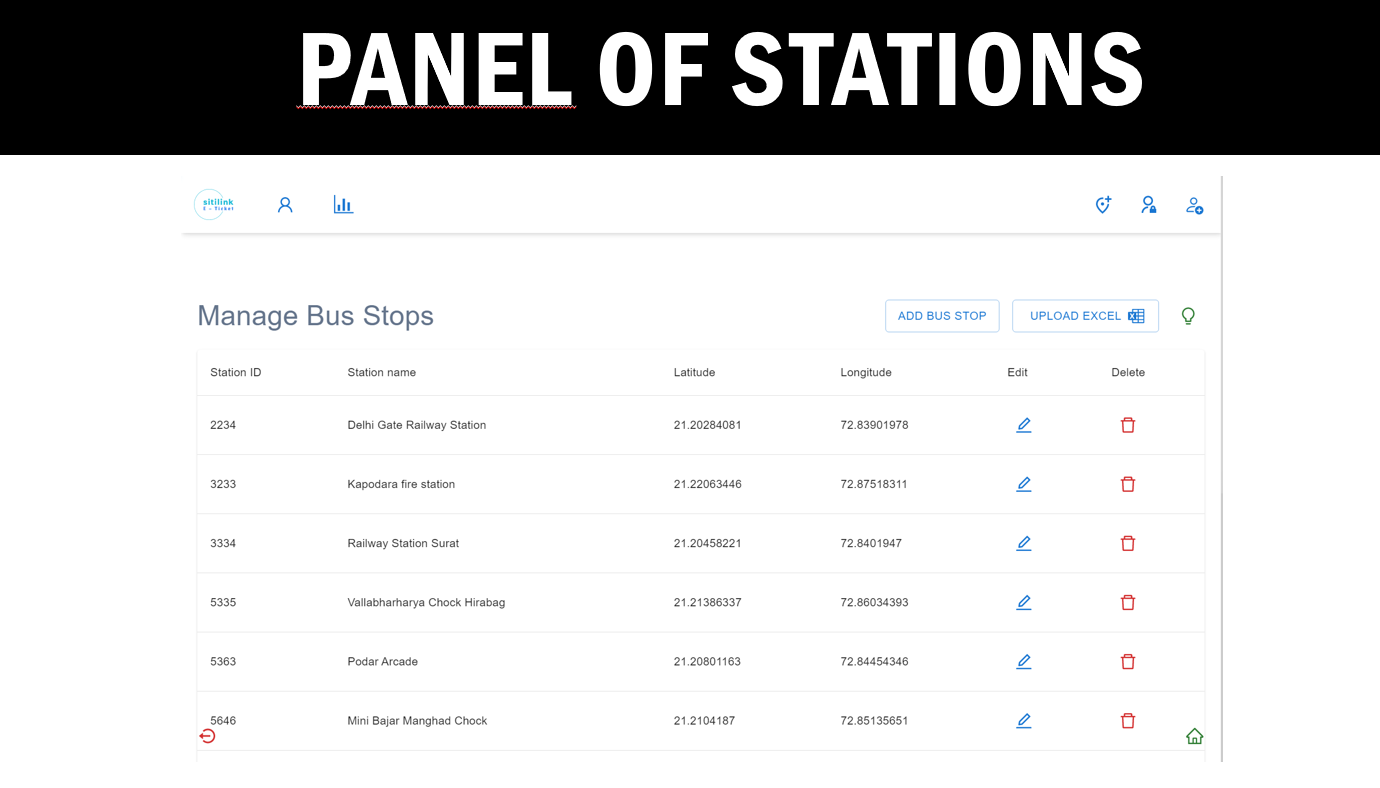 PANEL OF STATIONS
sitilink
E - Ticket
Manage Bus Stops ADD BUS STOP UPLOAD EXCEL
Station ID Station name Latitude Longitude Edit Delete
2234 Delhi Gate Railway Station 21.20284081 72.83901978
3233 Kapodara fire station 21.22063446 72.87518311
3334 Railway Station Surat 21.20458221 72.8401947
5335 Vallabharharya Chock Hirabag 21.21386337 72.86034393
5363 Podar Arcade 21.20801163 72.84454346
5646 Mini Bajar Manghad Chock 21.2104187 72.85135651